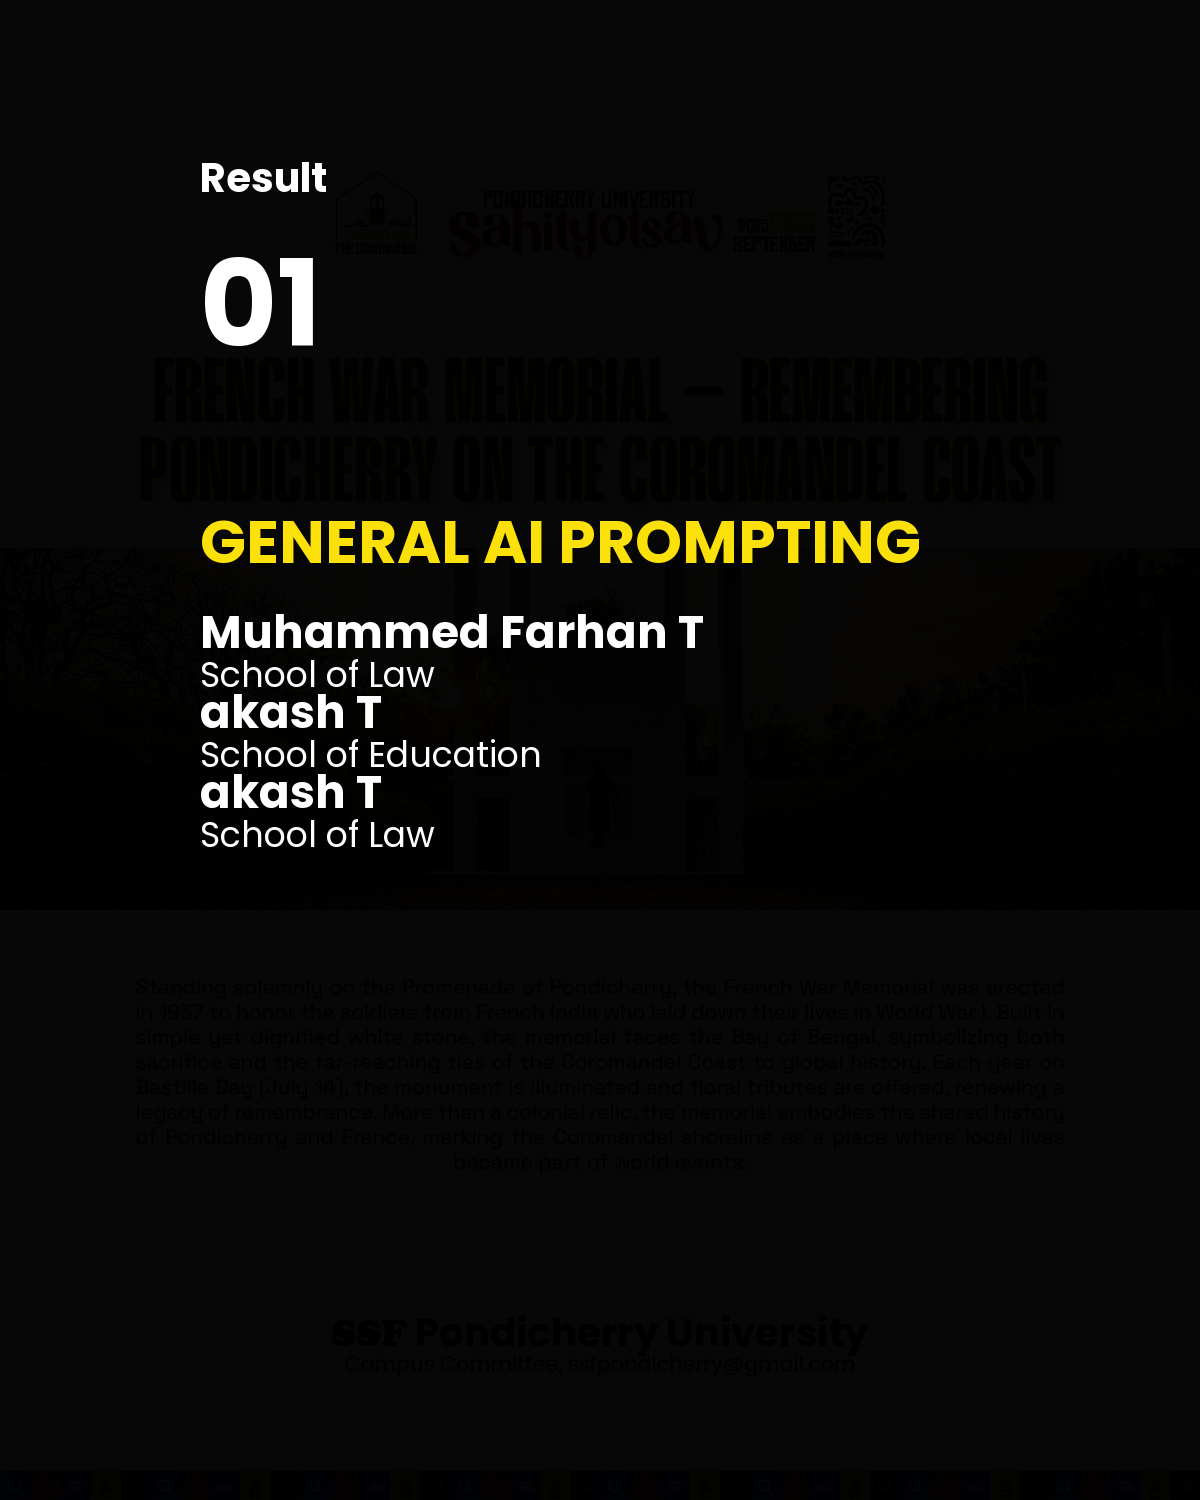 Result
THE COROMANDEL
PONDICHERRY UNIVERSITY
Sahityotsav
SEPTEMBER
01
FRENCH WAR MEMORIAL — REMEMBERING
PONDICHERRY ON THE COROMANDEL COAST
GENERAL AI PROMPTING
Muhammed Farhan T
School of Law
akash T
School of Education
akash T
School of Law
Standing solemnly on the Promenade of Pondicherry, the French War Memorial was erected
in 1937 to honor the soldiers from French India who laid down their lives in World War I. Built in
simple yet dignified white stone, the memorial faces the Bay of Bengal, symbolizing both
sacrifice and the far-reaching ties of the Coromandel Coast to global history. Each year on
Bastille Day (July 14), the monument is illuminated and floral tributes are offered, renewing a
legacy of remembrance. More than a colonial relic, the memorial embodies the shared history
of Pondicherry and France, marking the Coromandel shoreline as a place where local lives
became part of world events.
SSF Pondicherry University
Campus Committee, ssfpondicherry@gmail.com